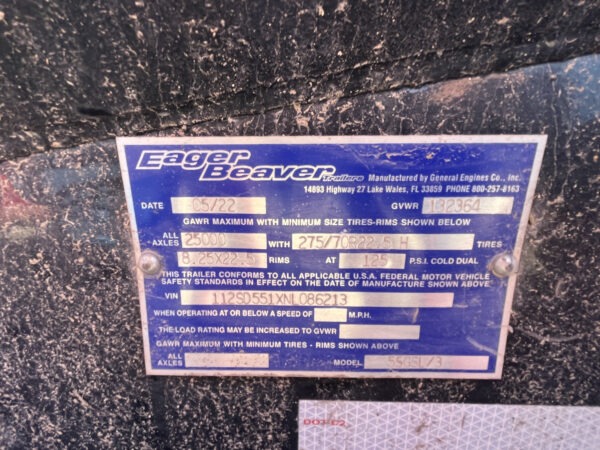 Eager Beaver Trailers
Manufactured by General Engines Co., Inc.
14893 Highway 27 Lake Wales, FL 33859 PHONE 800-257-8163
DATE 05/22 GVWR 132364
GAWR MAXIMUM WITH MINIMUM SIZE TIRES-RIMS SHOWN BELOW
ALL AXLES 25000 WITH 275/70R22.5LH TIRES
8.25X22.5 RIMS AT 125 P.S.I. COLD DUAL
THIS TRAILER CONFORMS TO ALL APPLICABLE U.S.A. FEDERAL MOTOR VEHICLE
SAFETY STANDARDS IN EFFECT ON THE DATE OF MANUFACTURE SHOWN ABOVE
VIN 112SD551XNL086213
WHEN OPERATING AT OR BELOW A SPEED OF M.P.H.
THE LOAD RATING MAY BE INCREASED TO GVWR
GAWR MAXIMUM WITH MINIMUM TIRES - RIMS SHOWN ABOVE
ALL AXLES MODEL 55GSL/3
DOT-C2